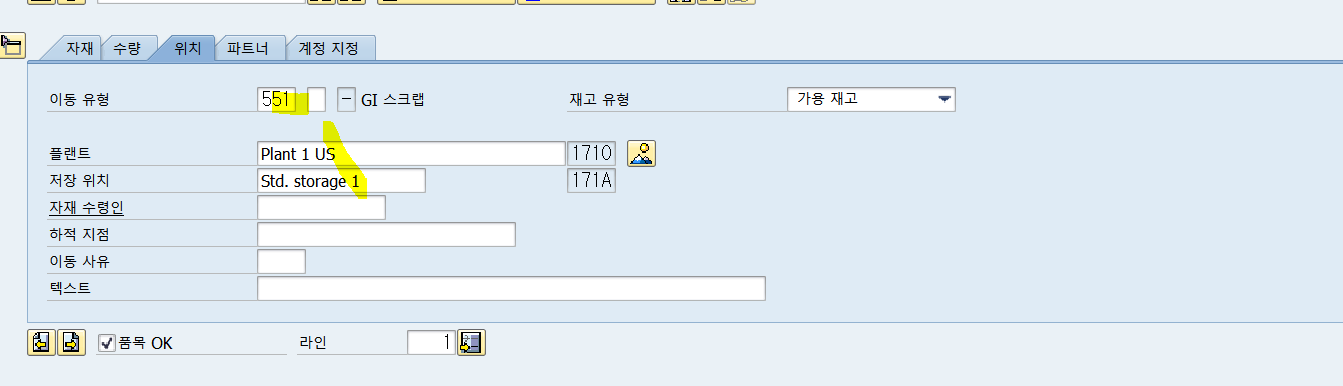 자재 수량 위치 파트너 계정 지정
이동 유형 551 - GI 스크랩 재고 유형 가용 재고
플랜트 Plant 1 US 1710
저장 위치 Std. storage 1 171A
자재 수령인
하적 지점
이동 사유
텍스트
품목 OK 라인 1